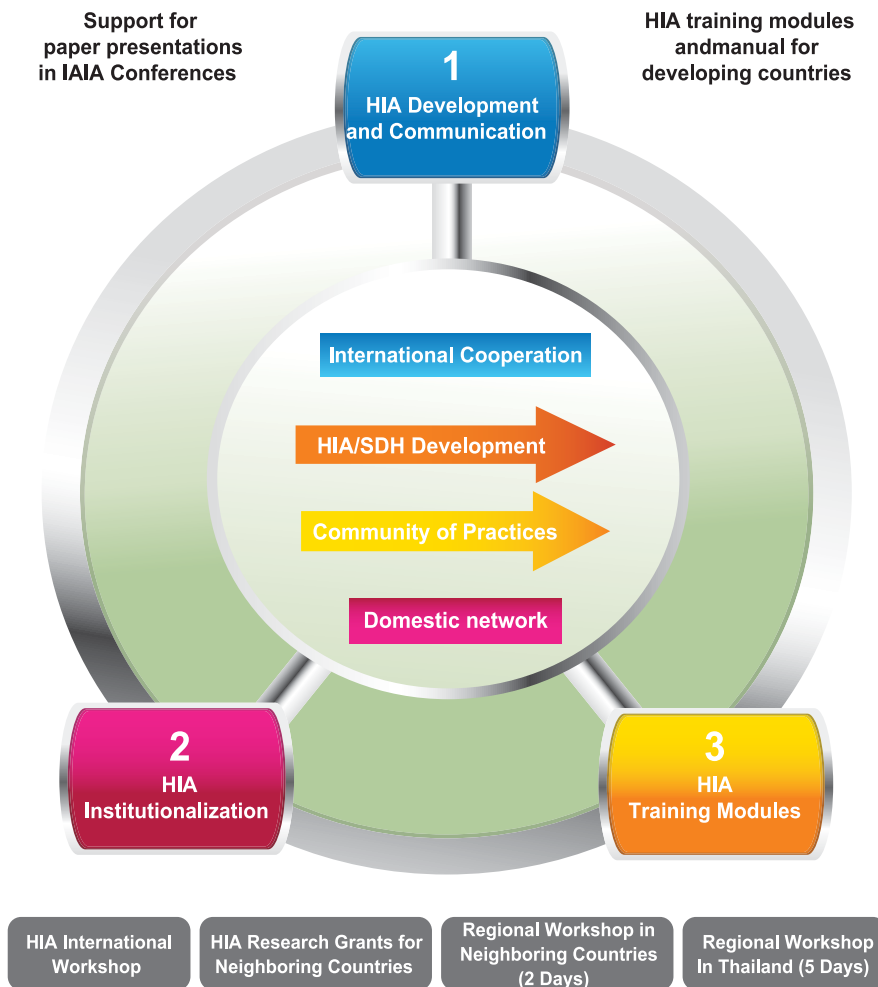 Support for
paper presentations
in IAIA Conferences
HIA training modules
andmanual for
developing countries
1
HIA Development
and Communication
International Cooperation
HIA/SDH Development
Community of Practices
Domestic network
2
HIA
Institutionalization
3
HIA
Training Modules
HIA International
Workshop
HIA Research Grants for
Neighboring Countries
Regional Workshop in
Neighboring Countries
(2 Days)
Regional Workshop
In Thailand (5 Days)